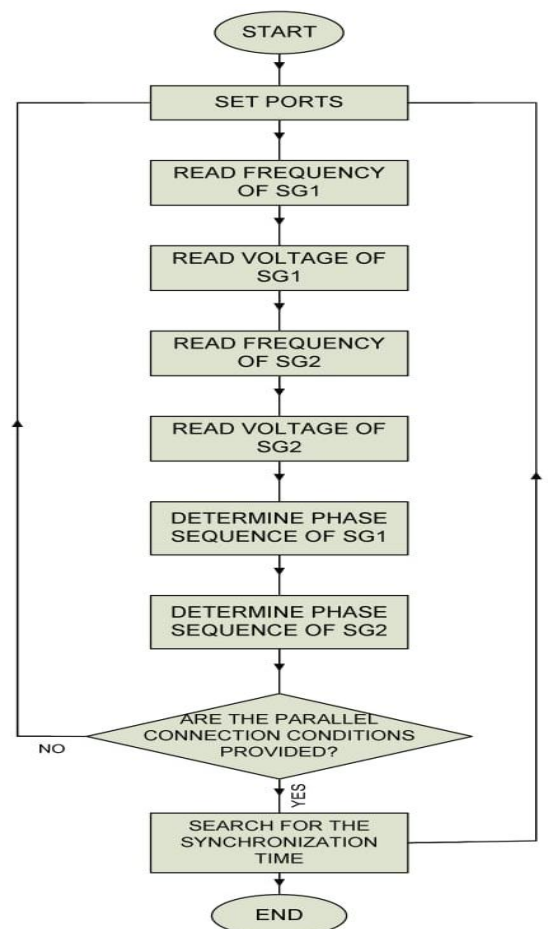 START
SET PORTS
READ FREQUENCY
OF SG1
READ VOLTAGE OF
SG1
READ FREQUENCY
OF SG2
READ VOLTAGE OF
SG2
DETERMINE PHASE
SEQUENCE OF SG1
DETERMINE PHASE
SEQUENCE OF SG2
ARE THE PARALLEL
CONNECTION CONDITIONS
PROVIDED?
NO
YES
SEARCH FOR THE
SYNCHRONIZATION
TIME
END